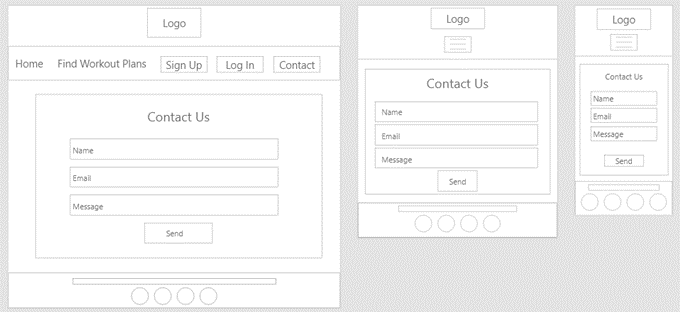 Logo
Home Find Workout Plans Sign Up Log In Contact
Contact Us
Name
Email
Message
Send
Logo
Contact Us
Name
Email
Message
Send
Logo
Contact Us
Name
Email
Message
Send